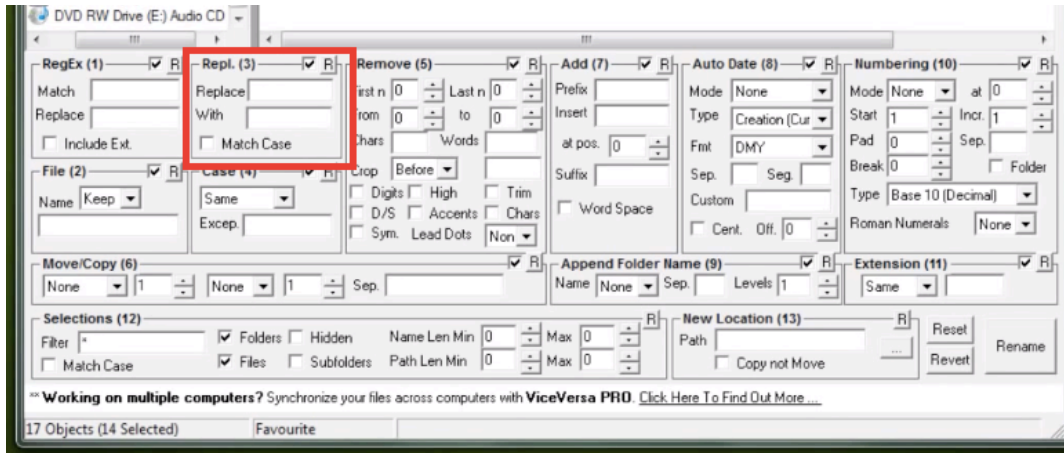 DVD RW Drive (E:) Audio CD
RegEx (1) R
Match
Replace
Include Ext.
Repl. (3) R
Replace
With
Match Case
Remove (5) R
First n 0 Last n 0
From 0 to 0
Chars Words
Crop Before
Digits High Trim
D/S Accents Chars
Sym. Lead Dots Non
Add (7) R
Prefix
Insert
at pos. 0
Suffix
Word Space
Auto Date (8) R
Mode None
Type Creation (Cur
Fmt DMY
Sep. Seg.
Custom
Cent. Off. 0
Numbering (10) R
Mode None at 0
Start 1 Incr. 1
Pad 0 Sep.
Break 0 Folder
Type Base 10 (Decimal)
Roman Numerals None
File (2) R
Name Keep
Case (4) R
Same
Excep.
Move/Copy (6) R
None 1 None 1 Sep.
Append Folder Name (9) R
Name None Sep. Levels 1
Extension (11) R
Same
Selections (12) R
Filter * Folders Hidden Name Len Min 0 Max 0
Match Case Files Subfolders Path Len Min 0 Max 0
New Location (13) R
Path ...
Copy not Move
Reset
Revert
Rename
** Working on multiple computers? Synchronize your files across computers with ViceVersa PRO. Click Here To Find Out More ...
17 Objects (14 Selected) Favourite